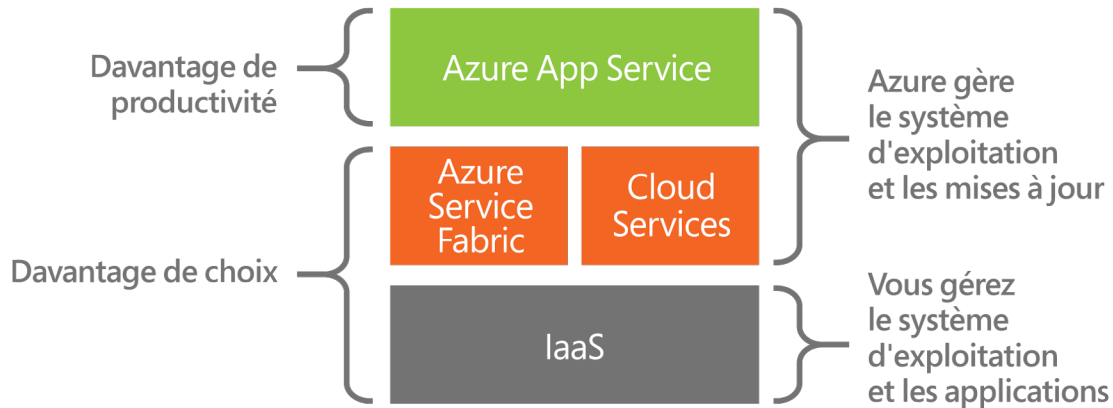 Davantage de
productivité
Azure App Service
Azure gère
le système
d'exploitation
et les mises à jour
Azure
Service
Fabric
Cloud
Services
Davantage de choix
IaaS
Vous gérez
le système
d'exploitation
et les applications